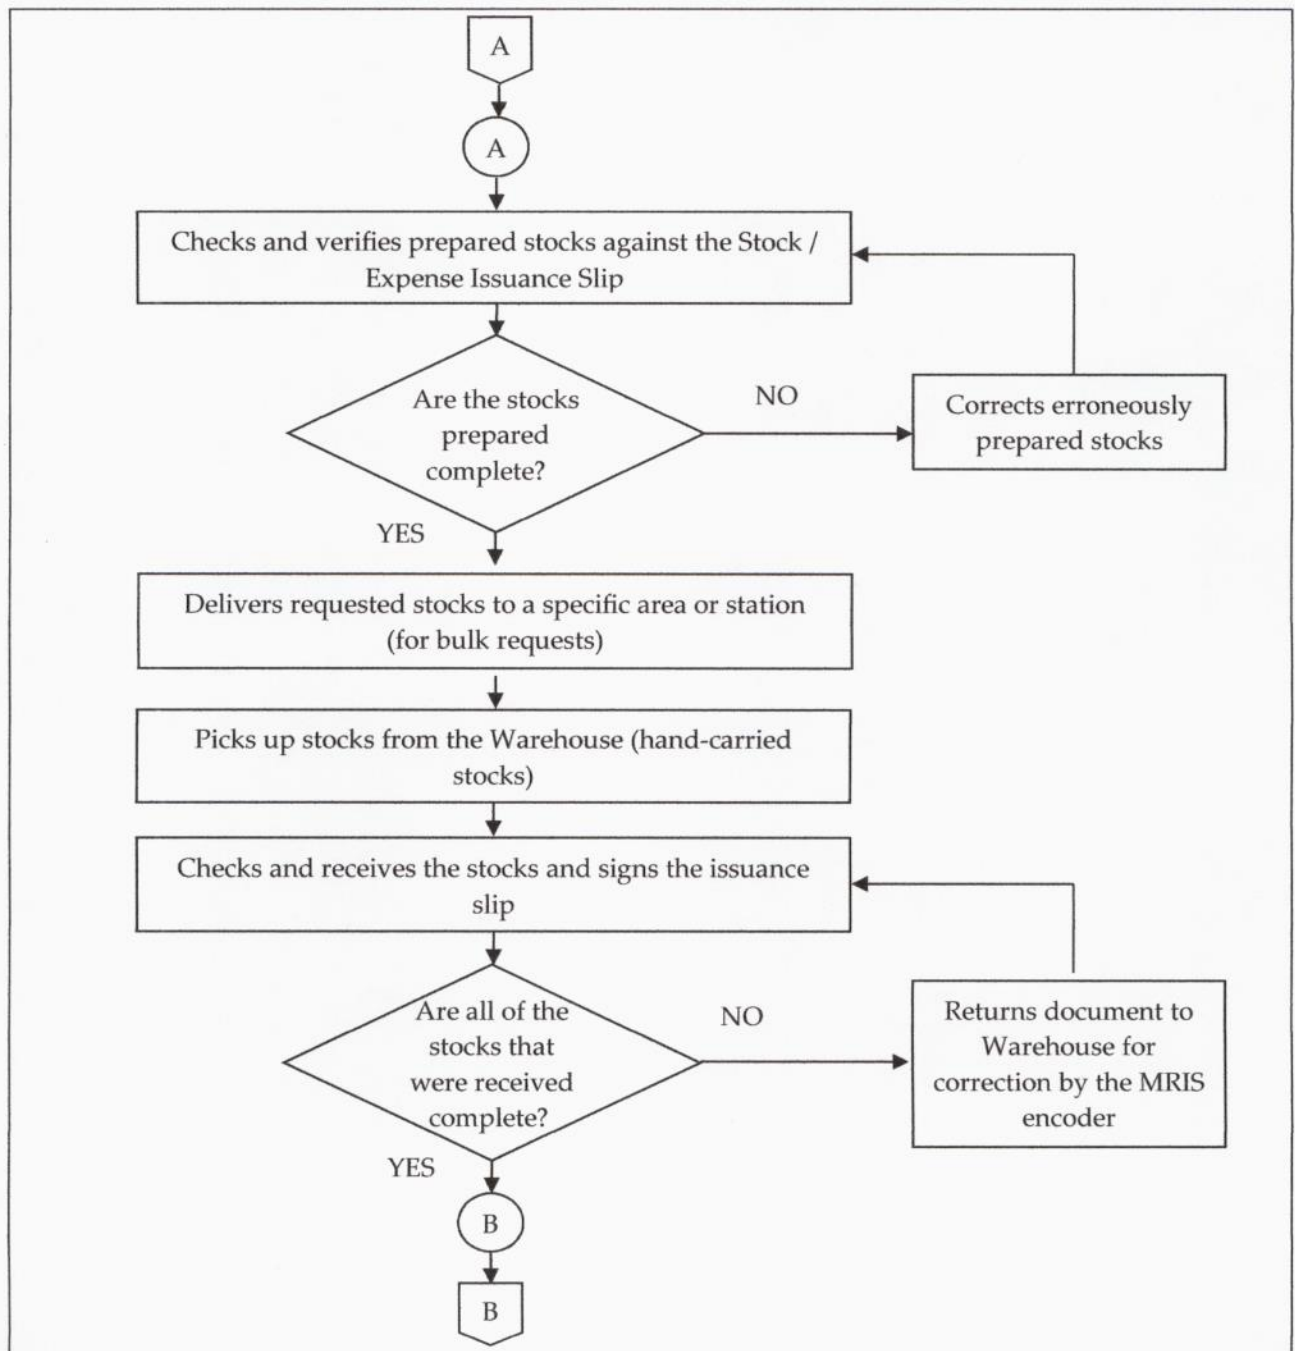 A
A
Checks and verifies prepared stocks against the Stock /
Expense Issuance Slip
Are the stocks
prepared
complete?
NO
Corrects erroneously
prepared stocks
YES
Delivers requested stocks to a specific area or station
(for bulk requests)
Picks up stocks from the Warehouse (hand-carried
stocks)
Checks and receives the stocks and signs the issuance
slip
Are all of the
stocks that
were received
complete?
NO
Returns document to
Warehouse for
correction by the MRIS
encoder
YES
B
B